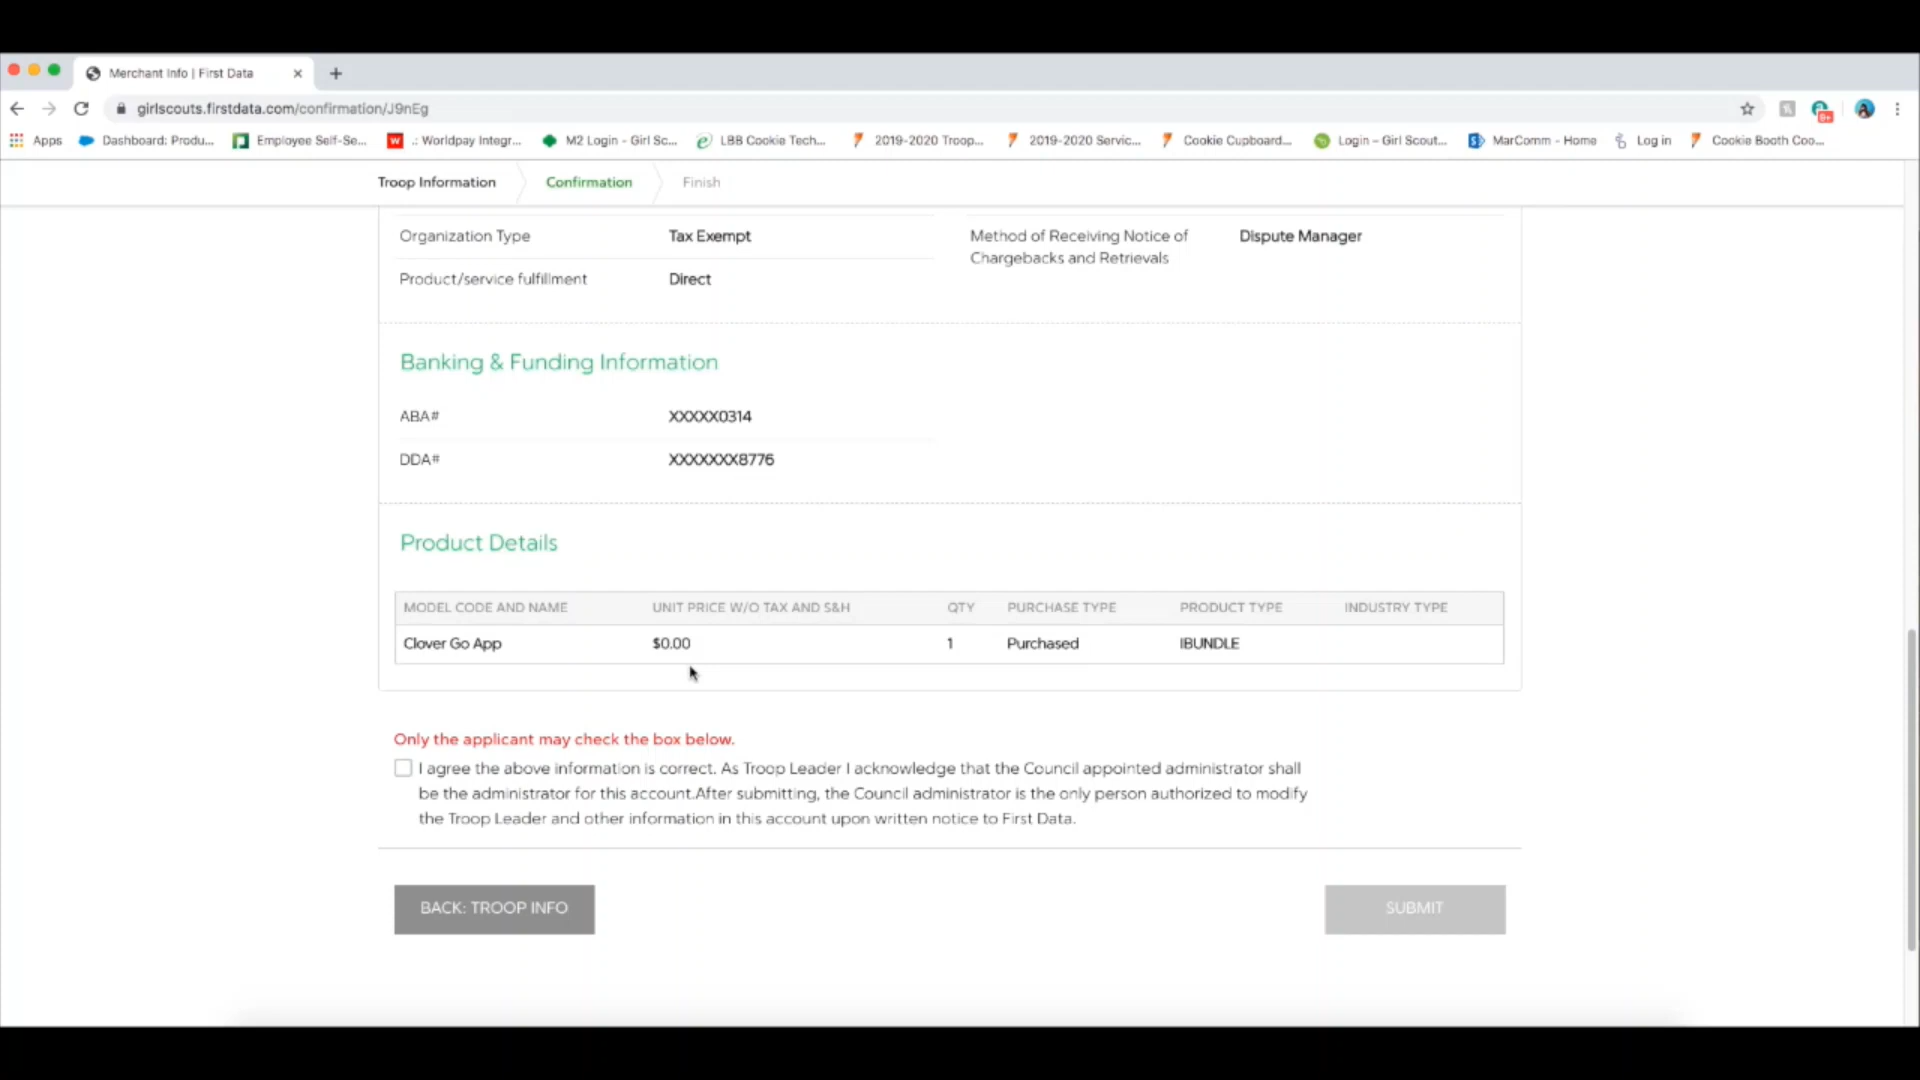 Merchant Info | First Data
girlscouts.firstdata.com/confirmation/J9nEg
9+
Apps Dashboard: Produ... Employee Self-Se... .: Worldpay Integr... M2 Login - Girl Sc... LBB Cookie Tech... 2019-2020 Troop... 2019-2020 Servic... Cookie Cupboard... Login – Girl Scout... MarComm - Home Log in Cookie Booth Coo...
Troop Information Confirmation Finish
Organization Type Tax Exempt Method of Receiving Notice of Dispute Manager
Chargebacks and Retrievals
Product/service fulfillment Direct
Banking & Funding Information
ABA# XXXXX0314
DDA# XXXXXXX8776
Product Details
MODEL CODE AND NAME UNIT PRICE W/O TAX AND S&H QTY PURCHASE TYPE PRODUCT TYPE INDUSTRY TYPE
Clover Go App $0.00 1 Purchased IBUNDLE
Only the applicant may check the box below.
I agree the above information is correct. As Troop Leader I acknowledge that the Council appointed administrator shall
be the administrator for this account.After submitting, the Council administrator is the only person authorized to modify
the Troop Leader and other information in this account upon written notice to First Data.
BACK: TROOP INFO SUBMIT